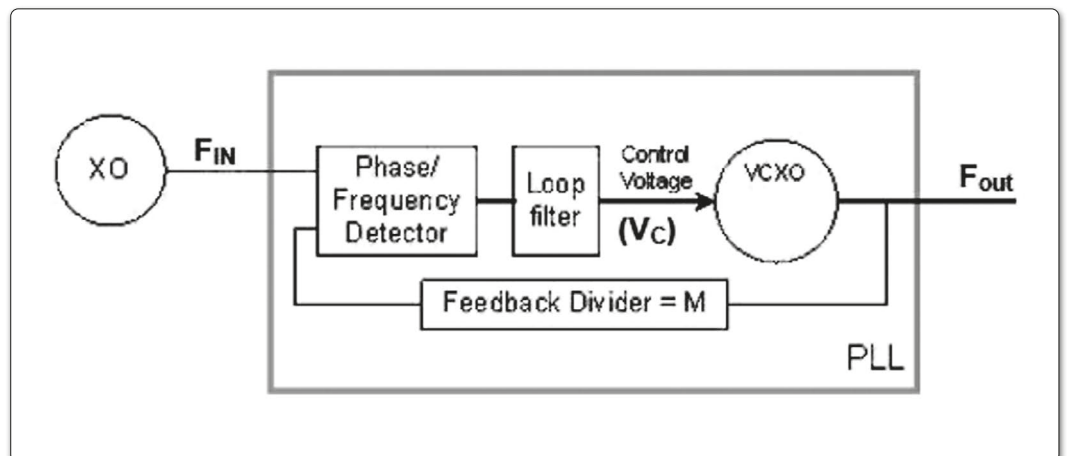 XO
FIN
Phase/
Frequency
Detector
Loop
filter
Control
Voltage
(VC)
VCXO
Fout
Feedback Divider = M
PLL